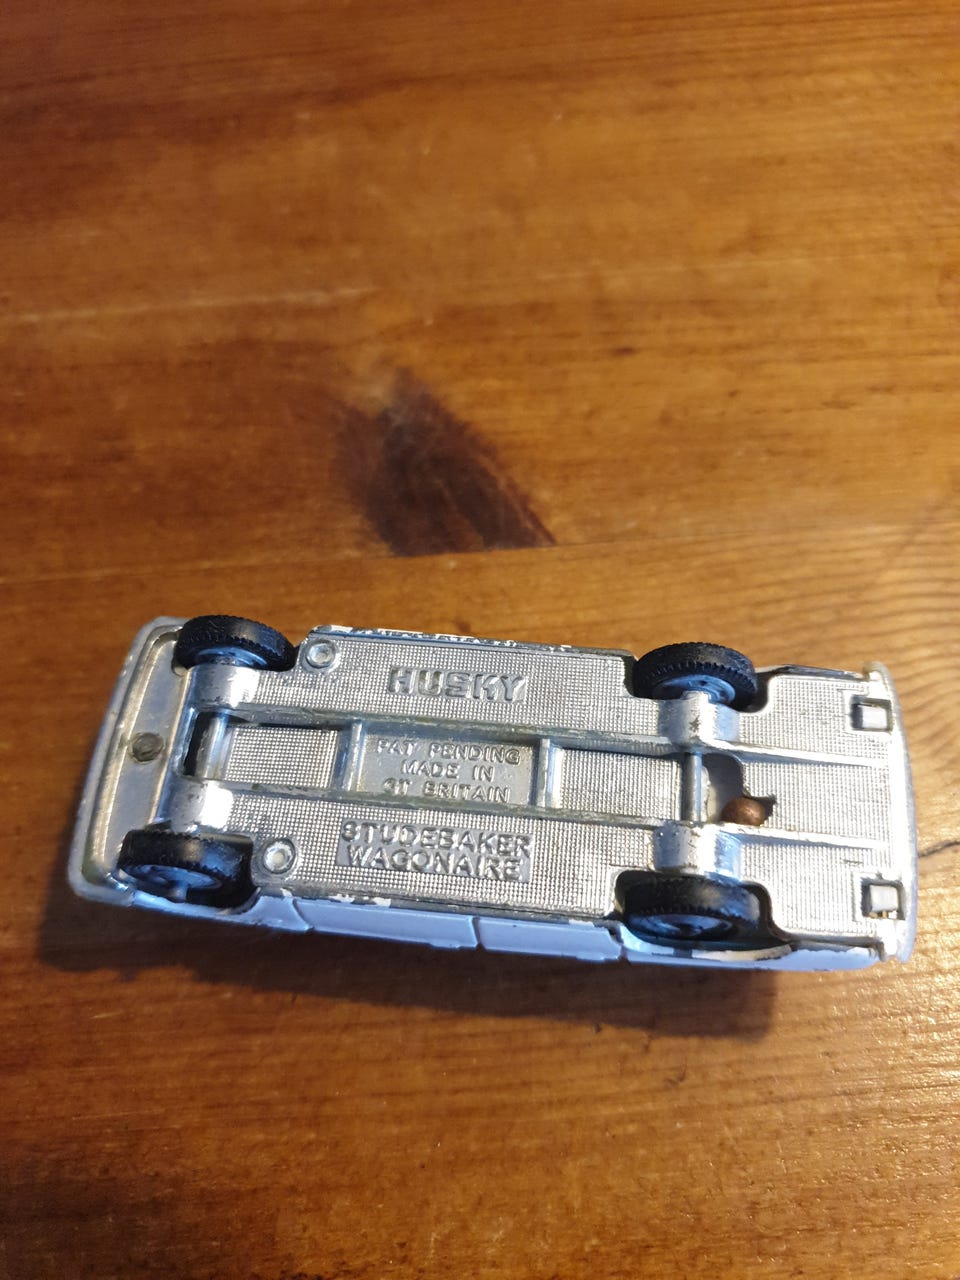 HUSKY
PAT PENDING
MADE IN
GT BRITAIN
STUDEBAKER
WAGONAIRE